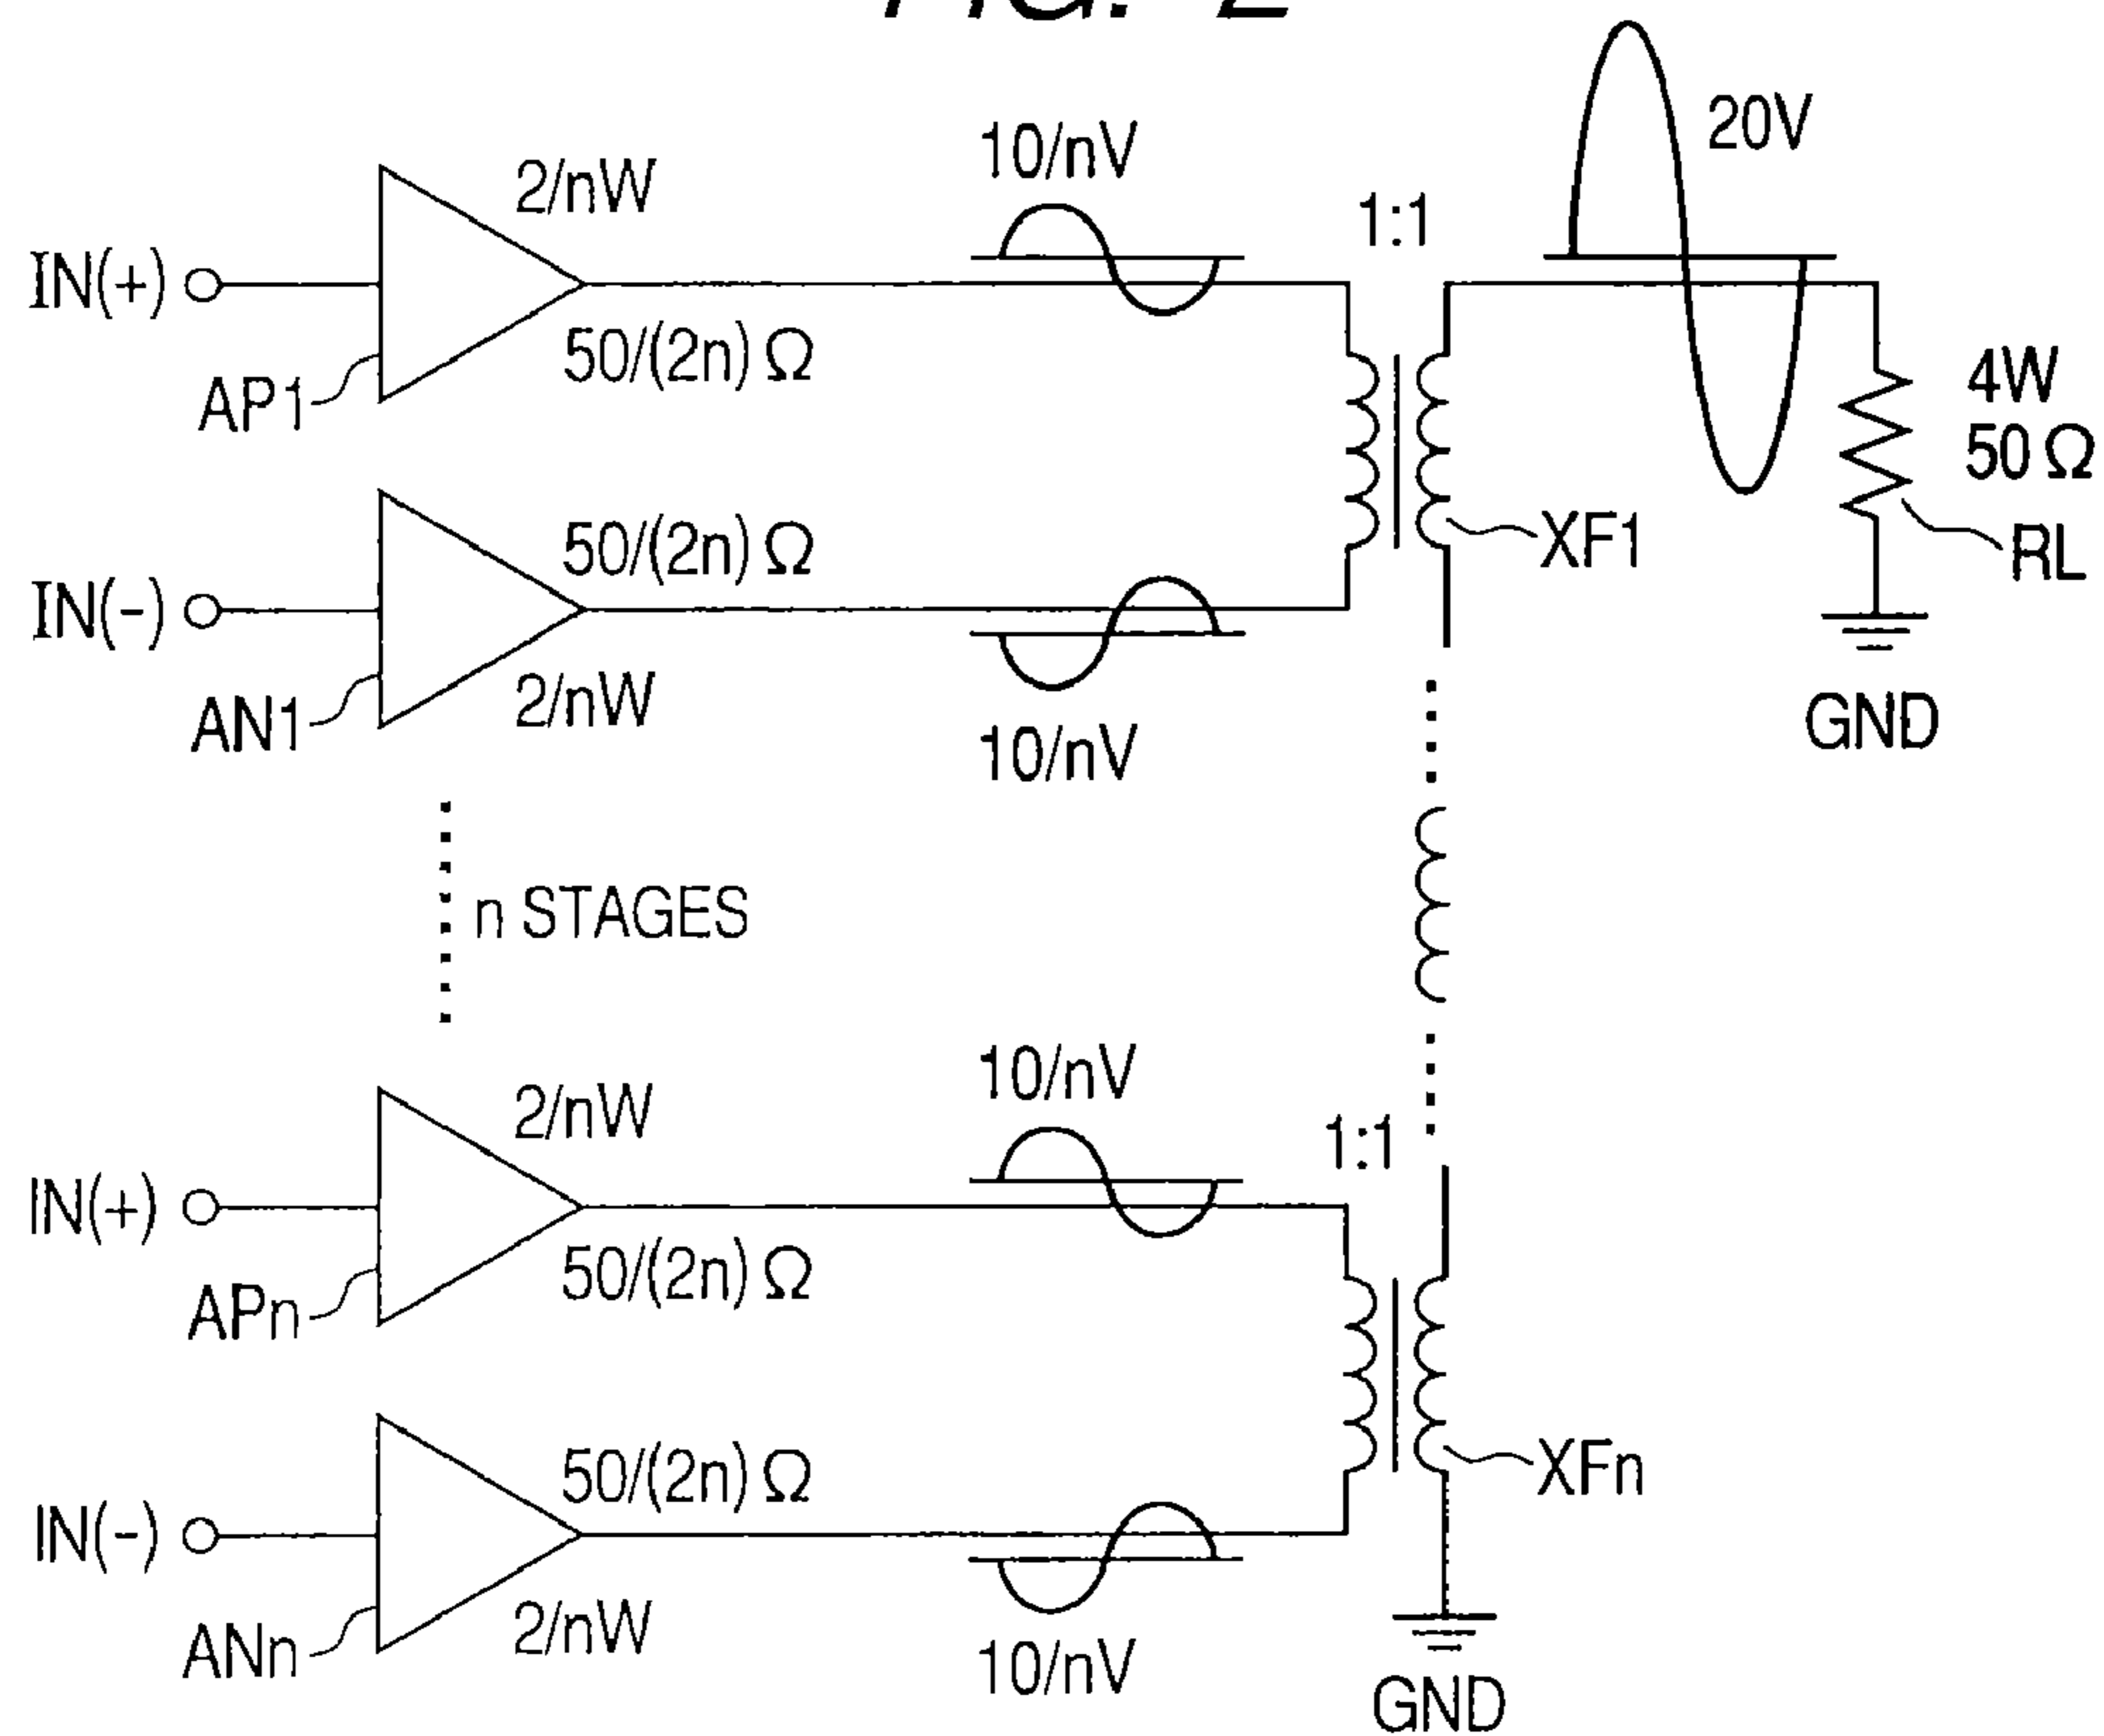 FIG. 2
20V
10/nV
2/nW
1:1
IN(+)
50/(2n) Ω
AP1
4W
50 Ω
XF1
RL
50/(2n) Ω
IN(-)
2/nW
AN1
10/nV
GND
n STAGES
10/nV
2/nW
1:1
IN(+)
50/(2n) Ω
APn
50/(2n) Ω
XFn
IN(-)
2/nW
ANn
10/nV
GND